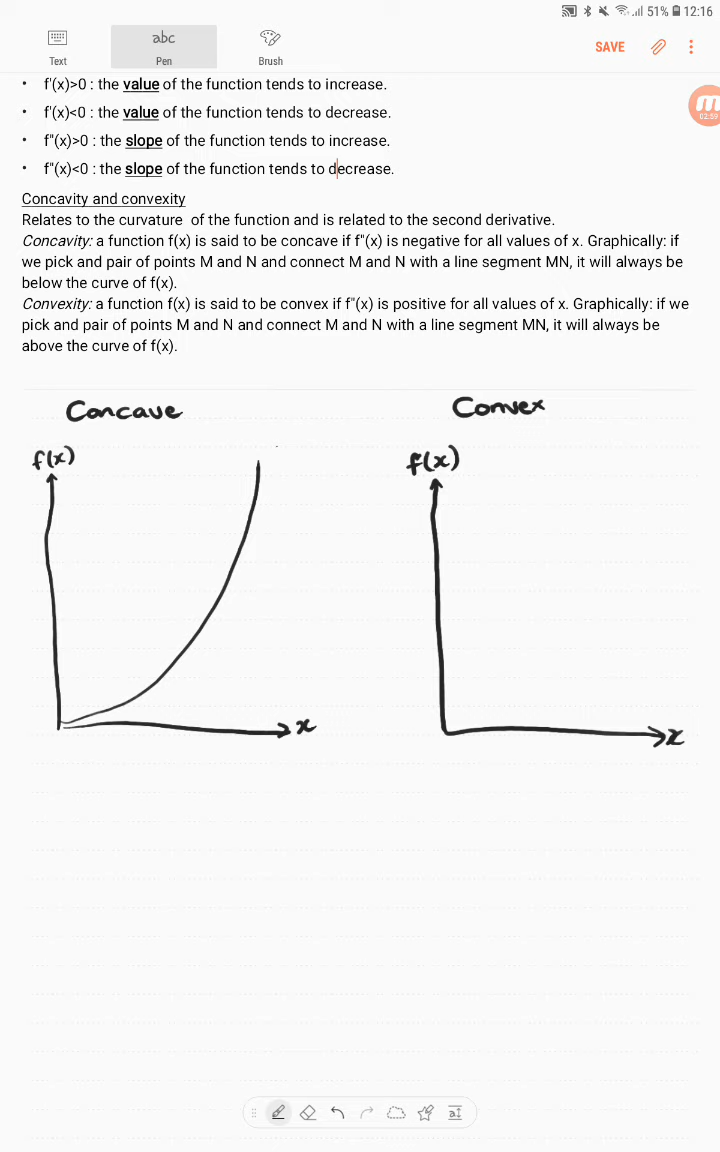 51% 12:16
abc
Text Pen Brush SAVE
02:59
• f'(x)>0 : the value of the function tends to increase.
• f'(x)<0 : the value of the function tends to decrease.
• f"(x)>0 : the slope of the function tends to increase.
• f"(x)<0 : the slope of the function tends to decrease.
Concavity and convexity
Relates to the curvature of the function and is related to the second derivative.
Concavity: a function f(x) is said to be concave if f"(x) is negative for all values of x. Graphically: if
we pick and pair of points M and N and connect M and N with a line segment MN, it will always be
below the curve of f(x).
Convexity: a function f(x) is said to be convex if f"(x) is positive for all values of x. Graphically: if we
pick and pair of points M and N and connect M and N with a line segment MN, it will always be
above the curve of f(x).
Concave
Convex
f(x)
f(x)
x
x